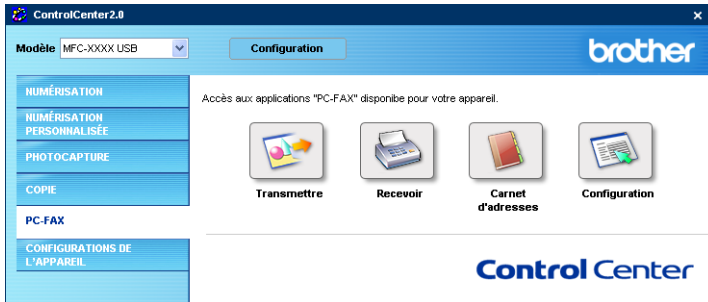 ControlCenter2.0
Modèle MFC-XXXX USB
Configuration
brother
NUMÉRISATION
NUMÉRISATION
PERSONNALISÉE
PHOTOCAPTURE
COPIE
PC-FAX
CONFIGURATIONS DE
L'APPAREIL
Accès aux applications "PC-FAX" disponibe pour votre appareil.
Transmettre
Recevoir
Carnet
d'adresses
Configuration
Control Center